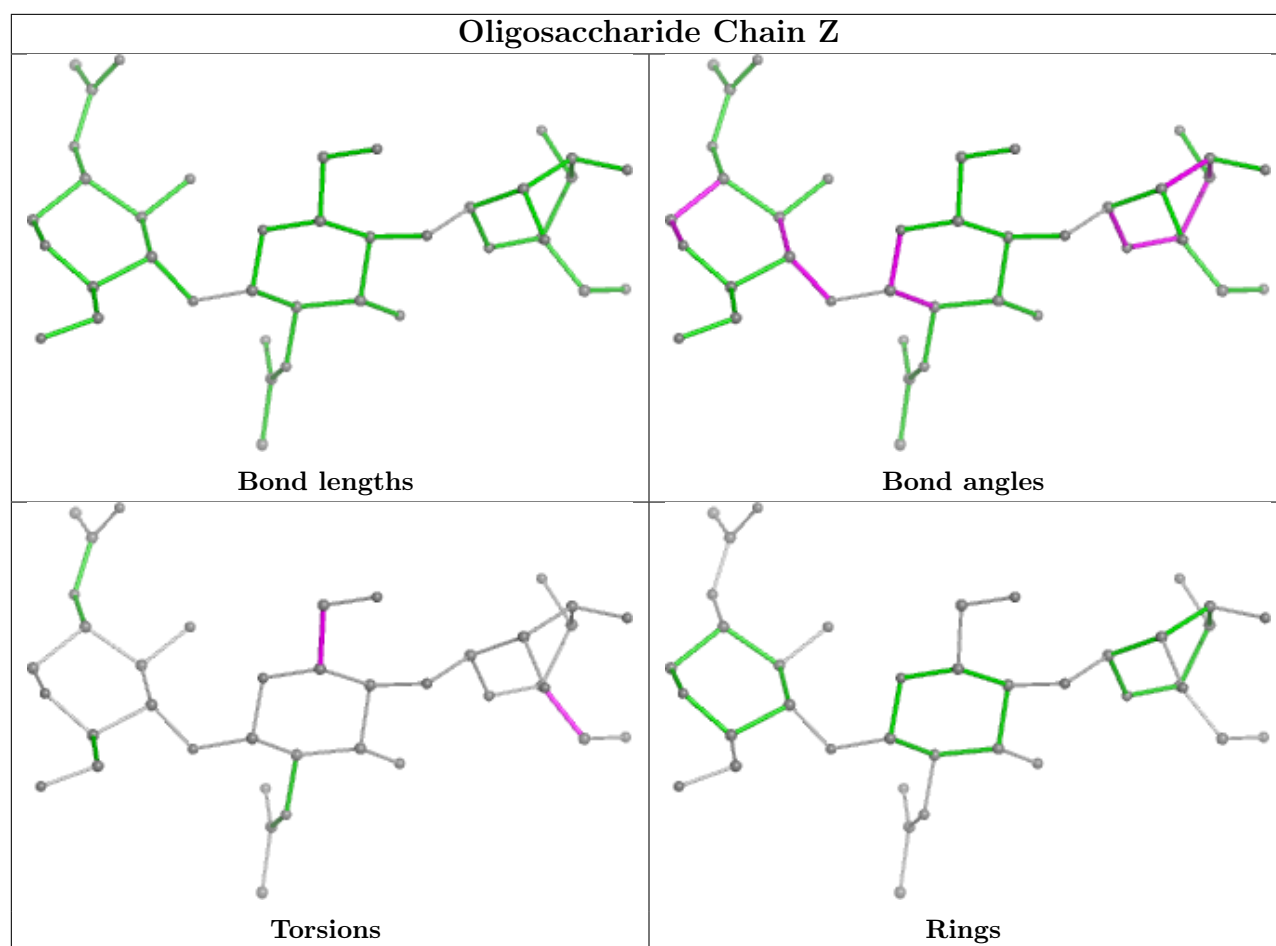 Oligosaccharide Chain Z
Bond lengths
Bond angles
Torsions
Rings